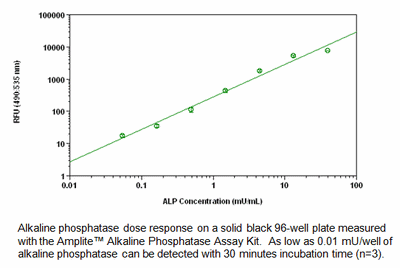 100000
10000
1000
100
10
1
RFU (490/535 nm)
0.01 0.1 1 10 100
ALP Concentration (mU/mL)
Alkaline phosphatase dose response on a solid black 96-well plate measured
with the Amplite™ Alkaline Phosphatase Assay Kit. As low as 0.01 mU/well of
alkaline phosphatase can be detected with 30 minutes incubation time (n=3).